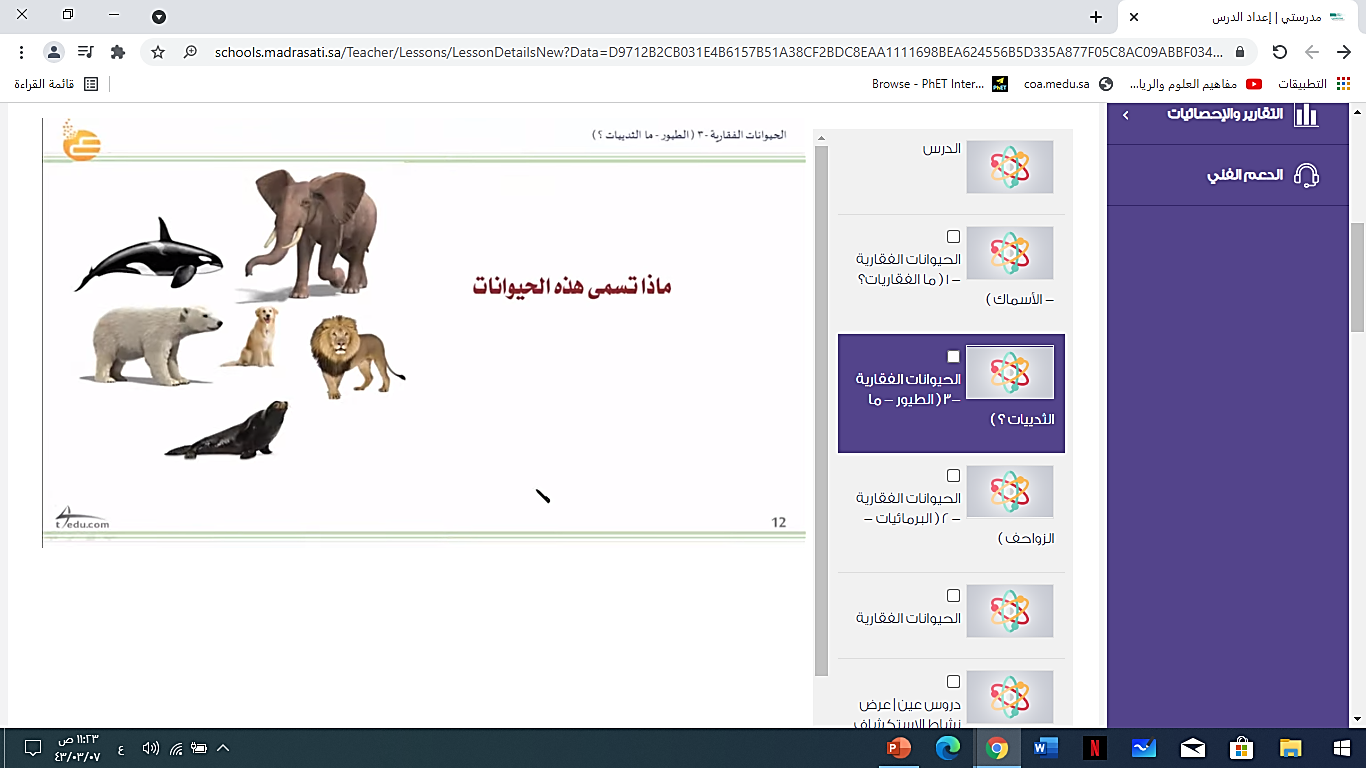 مدرستي | إعداد الدرس
schools.madrasati.sa/Teacher/Lessons/LessonDetailsNew?Data=D9712B2CB031E4B6157B51A38CF2BDC8EAA1111698BEA624556B5D335A877F05C8AC09ABBF034...
التطبيقات
مفاهيم العلوم والريا...
coa.medu.sa
Browse - PhET Inter...
قائمة القراءة
التقارير والإحصائيات
الدعم الفني
الدرس
الحيوانات الفقارية
– ١ ( ما الفقاريات؟
– الأسماك )
الحيوانات الفقارية
–٣ ( الطيور – ما
الثدييات ؟ )
الحيوانات الفقارية
– ٢ ( البرمائيات –
الزواحف )
الحيوانات الفقارية
دروس عين | عرض
نشاط الاستكشاف
الحيوانات الفقارية -٣ ( الطيور - ما الثدييات ؟ )
ماذا تسمى هذه الحيوانات
t4edu.com
12
ع
١١:٢٣ ص
٤٣/٠٣/٠٧